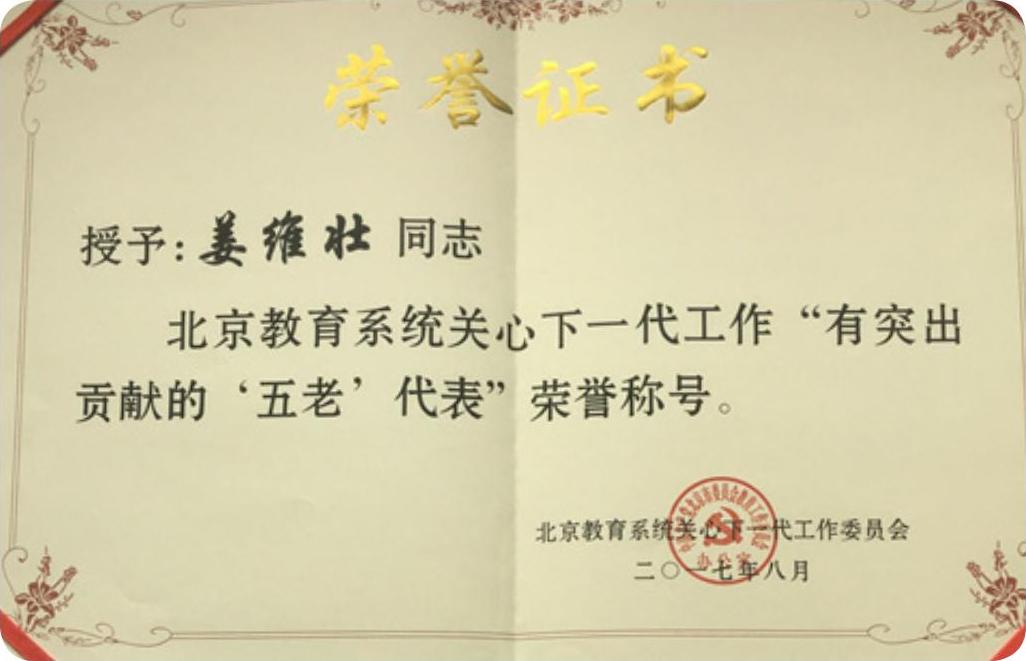 荣誉证书
授予:姜维壮 同志
北京教育系统关心下一代工作“有突出
贡献的‘五老’代表”荣誉称号。
北京教育系统关心下一代工作委员会
二〇一七年八月
办公室